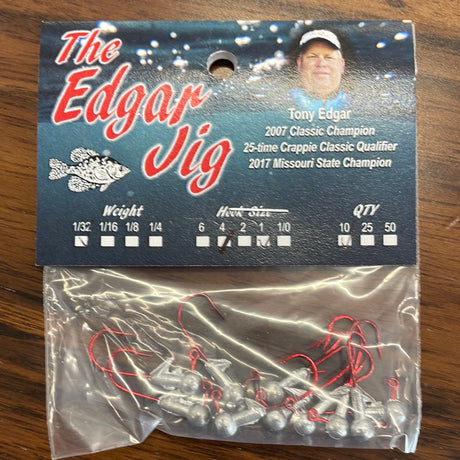 The
Edgar
Jig
Tony Edgar
2007 Classic Champion
25-time Crappie Classic Qualifier
2017 Missouri State Champion
Weight Hook Size QTY
1/32 1/16 1/8 1/4 6 4 2 1 1/0 10 25 50